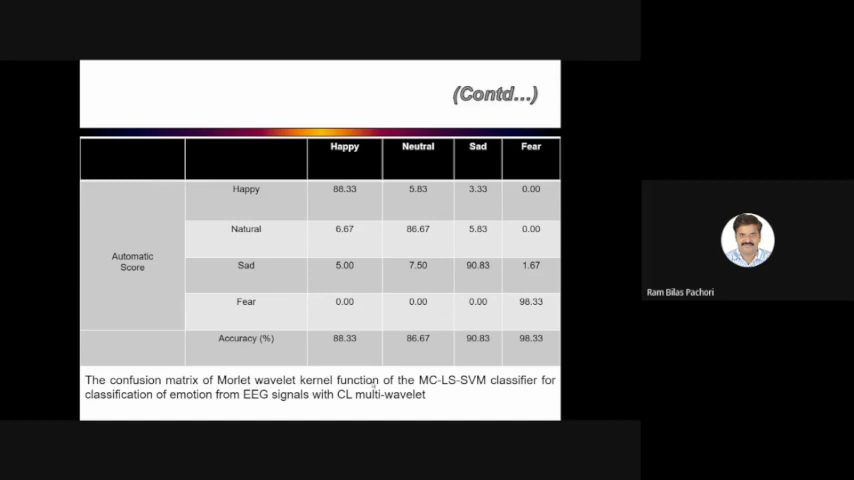 (Contd...)
Happy Neutral Sad Fear
Happy 88.33 5.83 3.33 0.00
Natural 6.67 86.67 5.83 0.00
Automatic Score
Sad 5.00 7.50 90.83 1.67
Fear 0.00 0.00 0.00 98.33
Accuracy (%) 88.33 86.67 90.83 98.33
The confusion matrix of Morlet wavelet kernel function of the MC-LS-SVM classifier for
classification of emotion from EEG signals with CL multi-wavelet
Ram Bilas Pachori